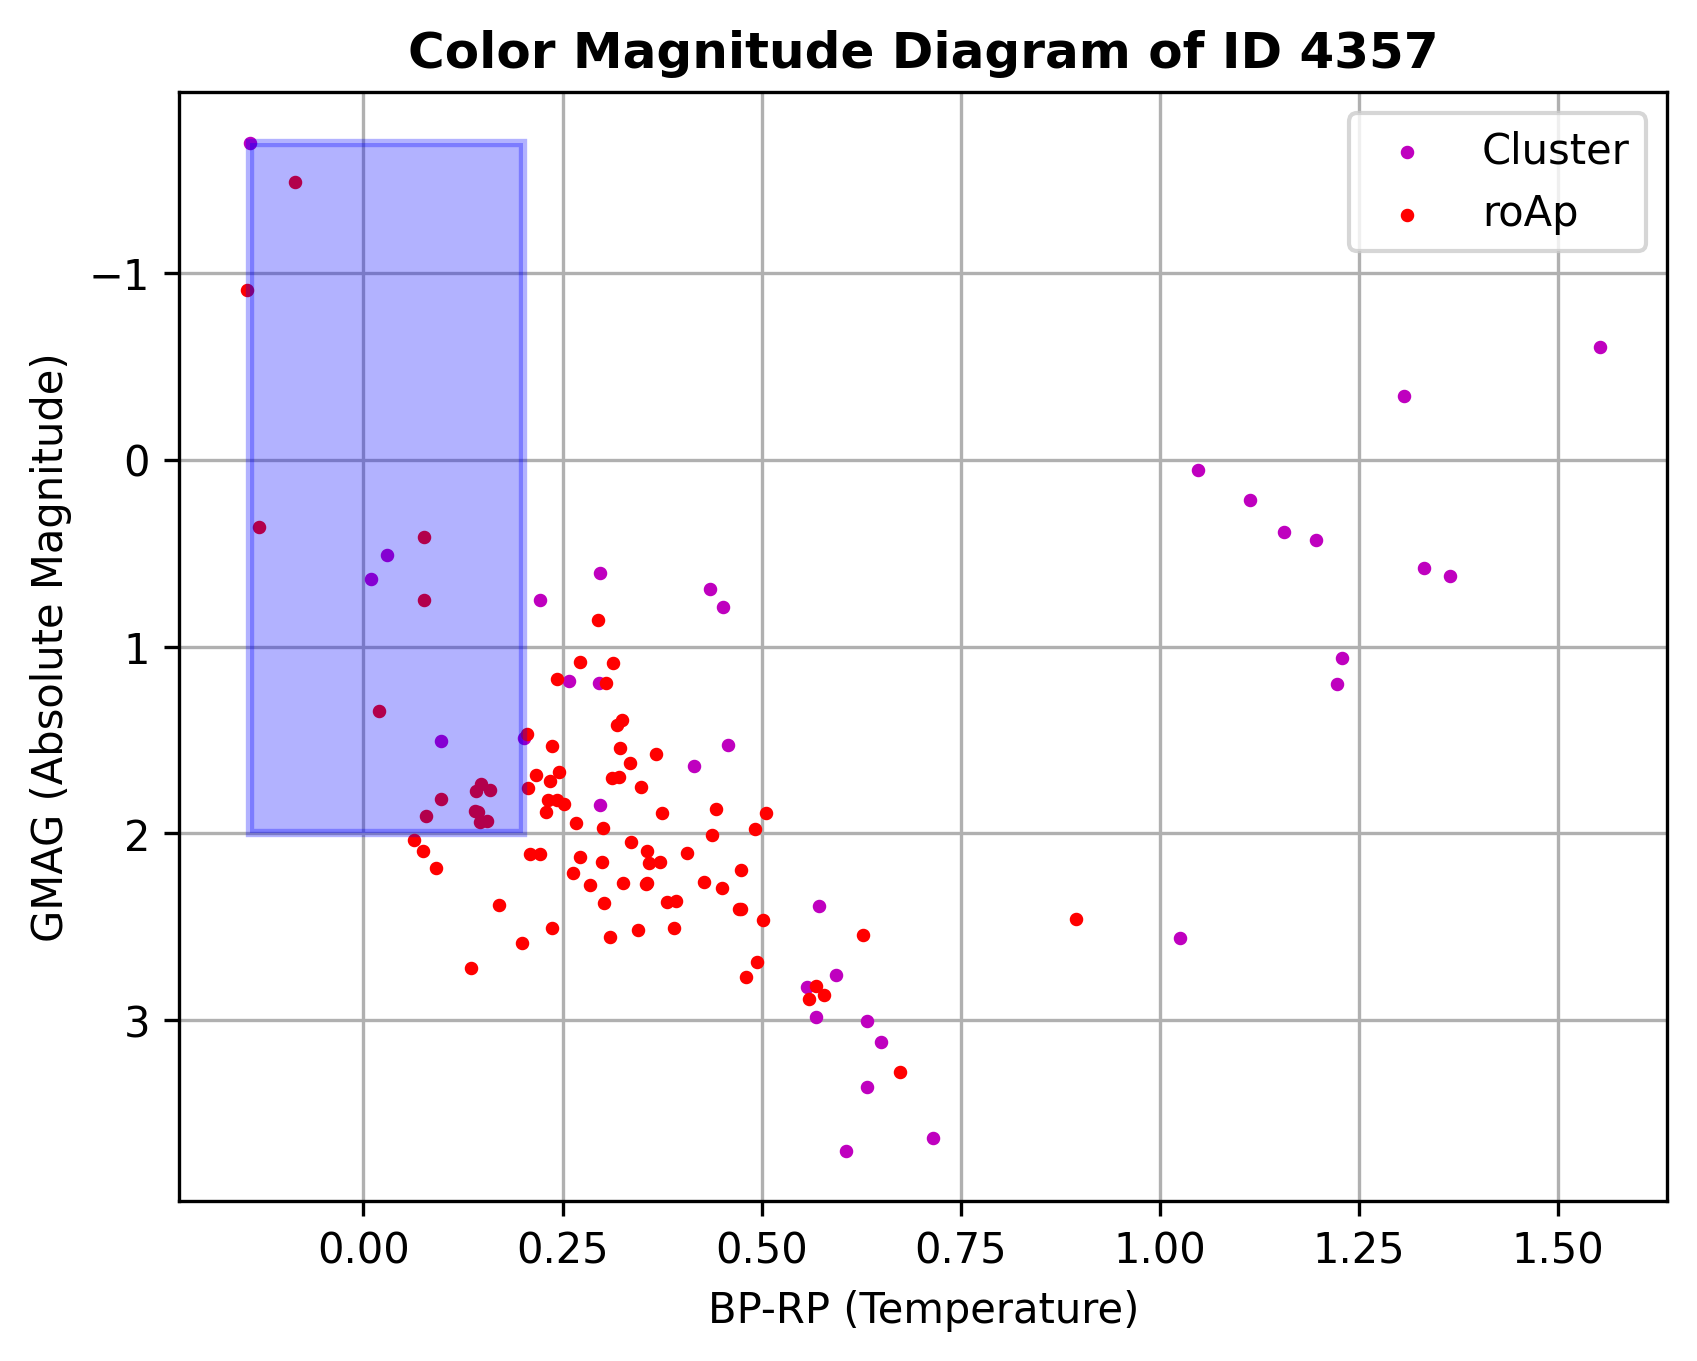 Color Magnitude Diagram of ID 4357
Cluster
roAp
GMAG (Absolute Magnitude)
−1
0
1
2
3
0.00 0.25 0.50 0.75 1.00 1.25 1.50
BP-RP (Temperature)